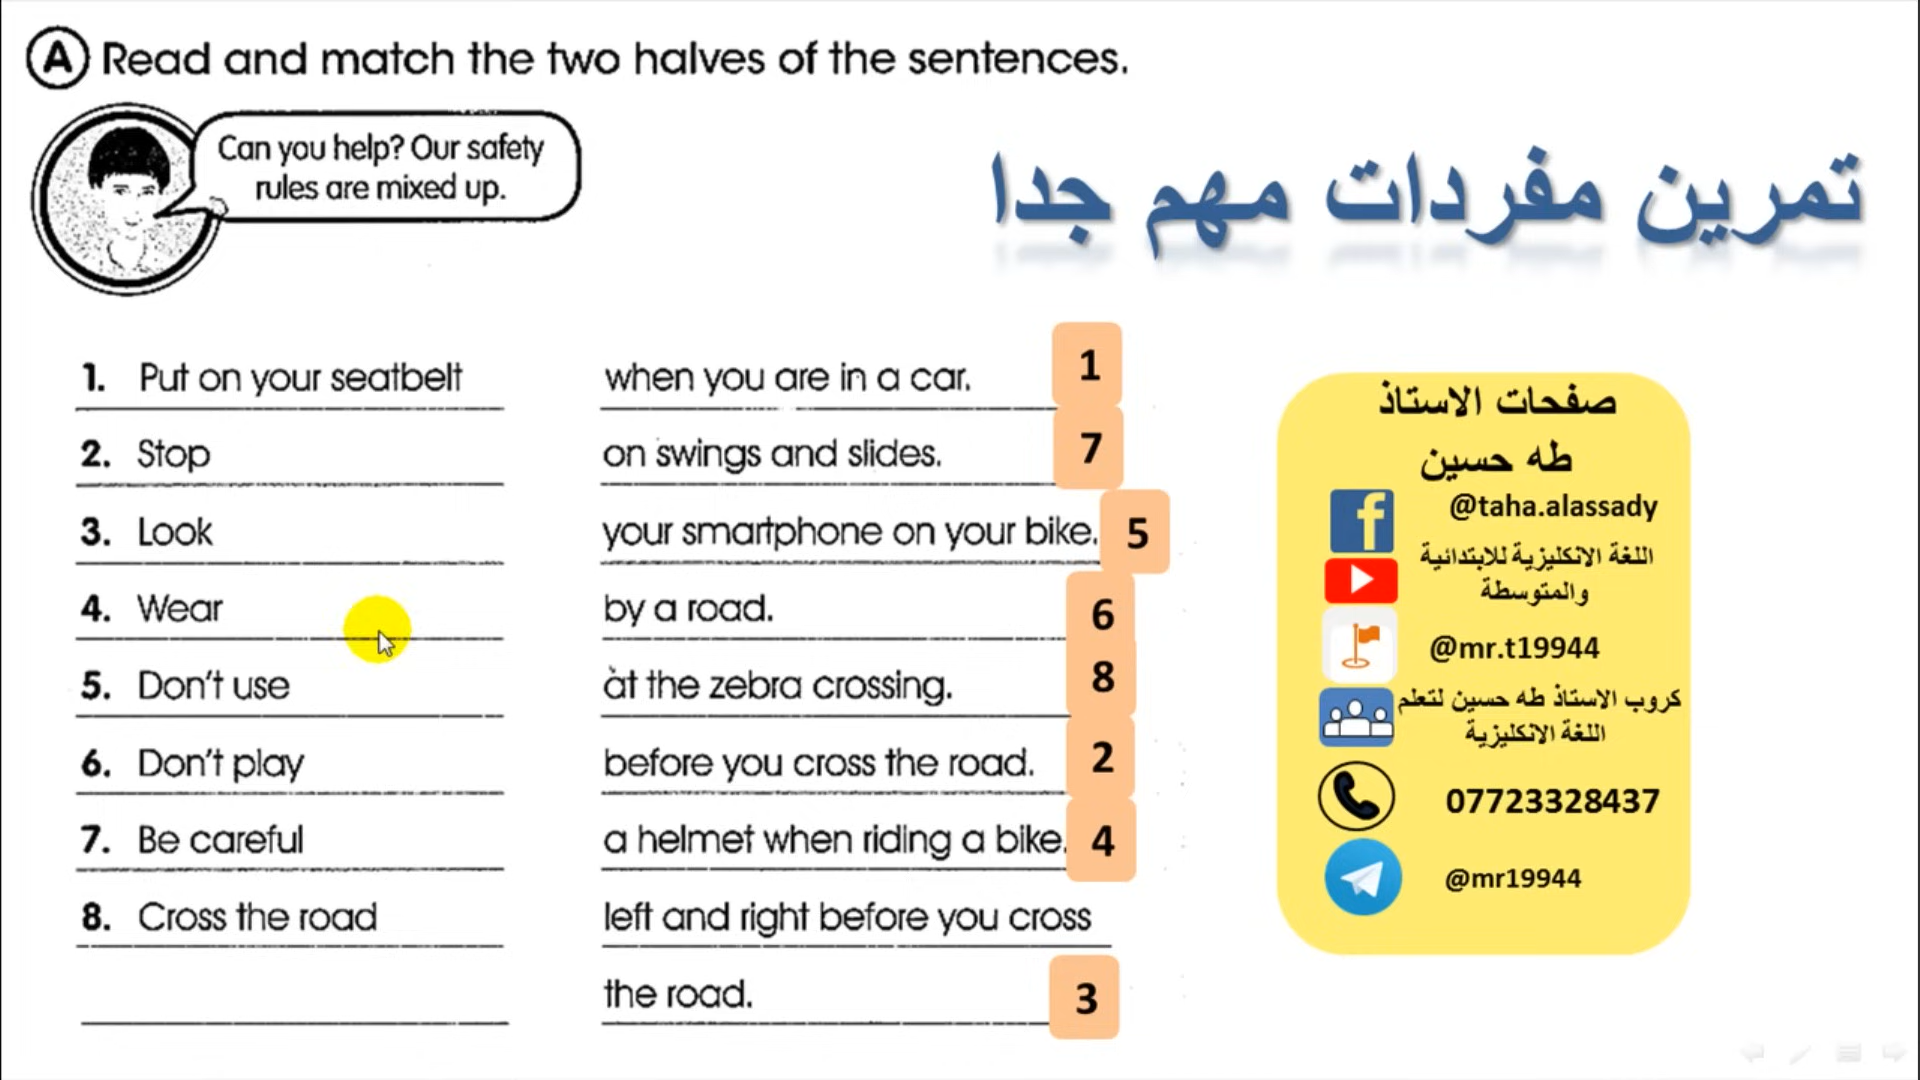 A Read and match the two halves of the sentences.
Can you help? Our safety
rules are mixed up.
تمرين مفردات مهم جدا
1. Put on your seatbelt when you are in a car. 1
2. Stop on swings and slides. 7
3. Look your smartphone on your bike. 5
4. Wear by a road. 6
5. Don't use at the zebra crossing. 8
6. Don't play before you cross the road. 2
7. Be careful a helmet when riding a bike. 4
8. Cross the road left and right before you cross
the road. 3
صفحات الاستاذ
طه حسين
@taha.alassady
اللغة الانكليزية للابتدائية
والمتوسطة
@mr.t19944
كروب الاستاذ طه حسين لتعلم
اللغة الانكليزية
07723328437
@mr19944